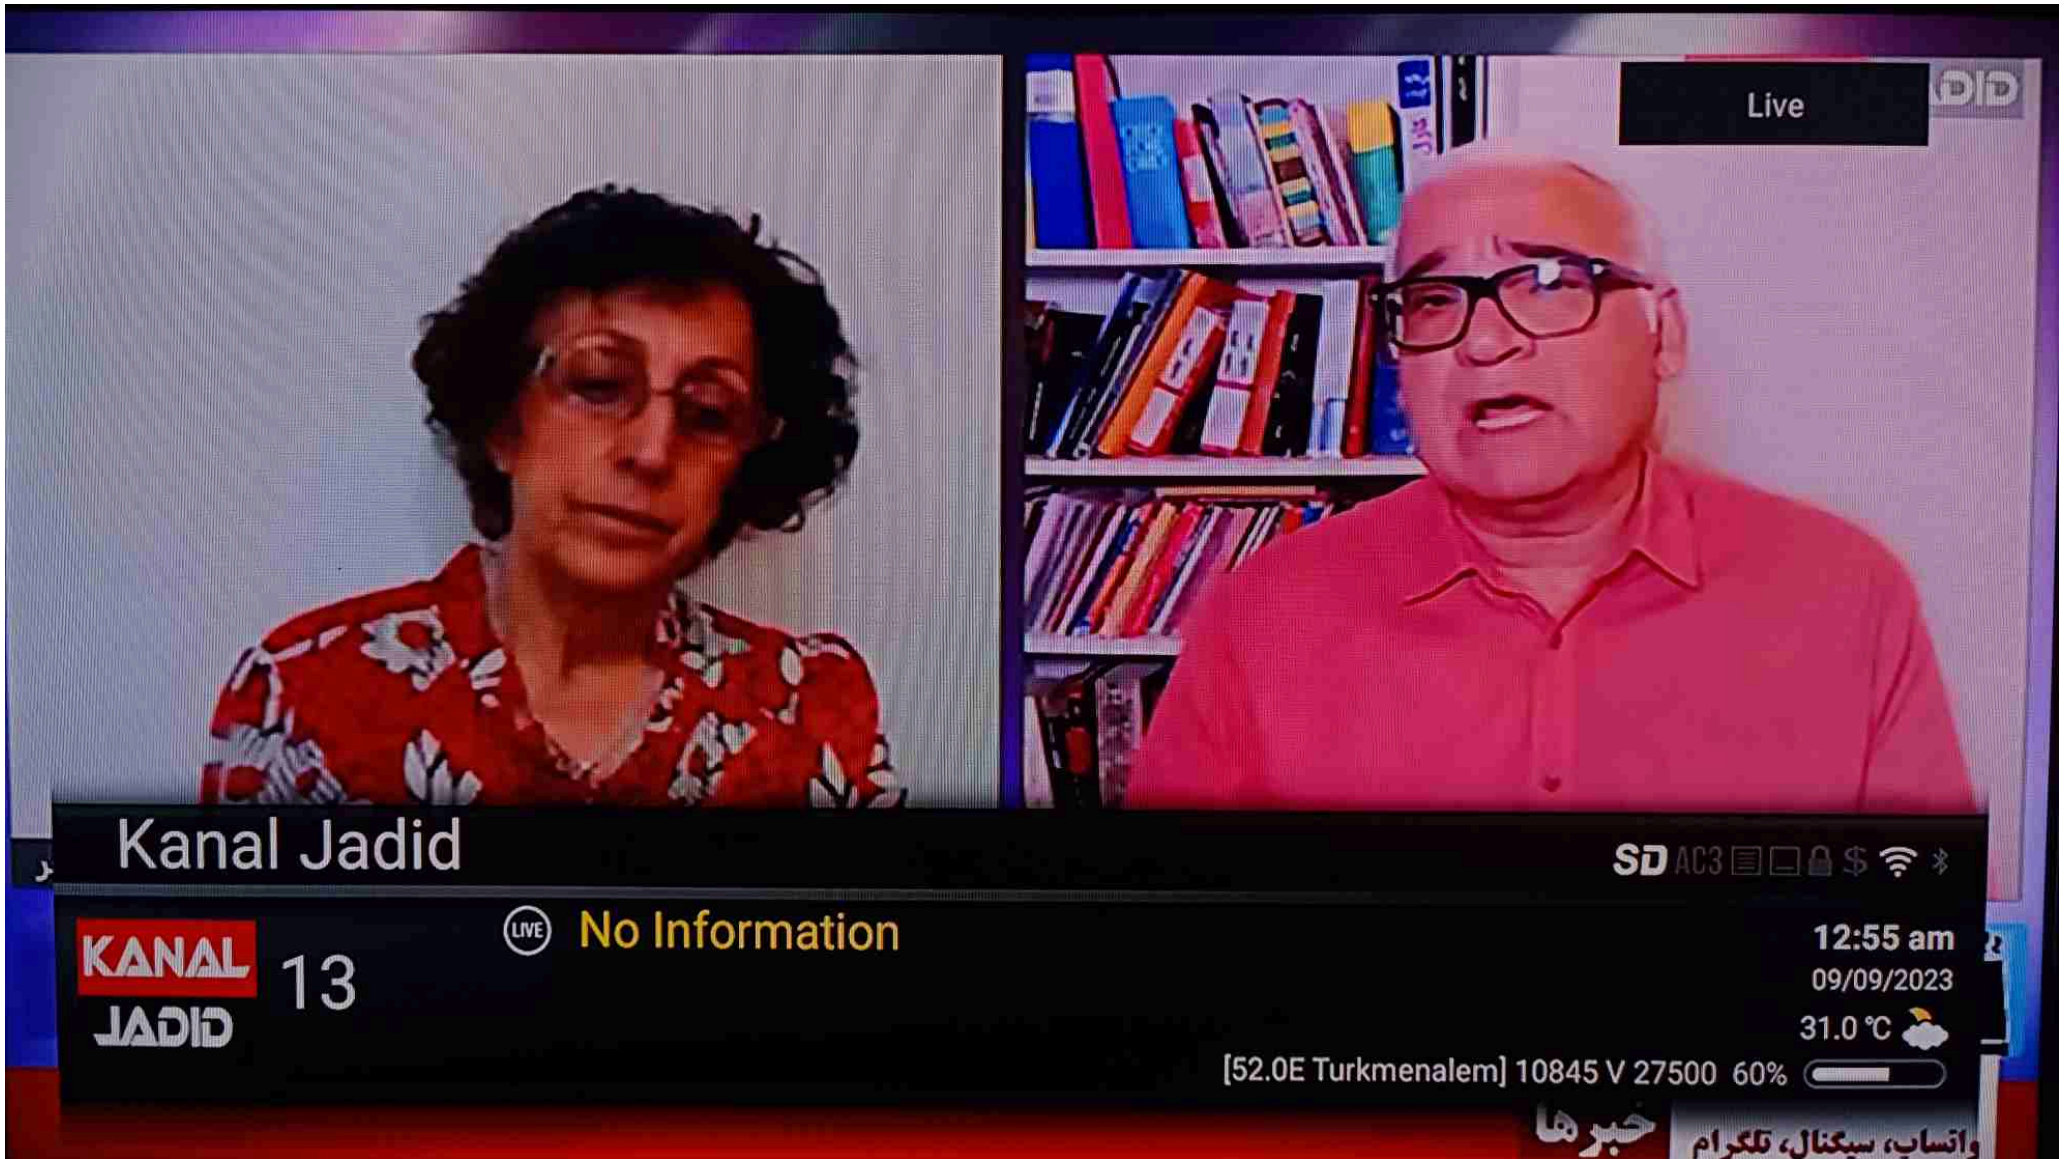 Live
Kanal Jadid
SD AC3 $
KANAL
JADID
13
LIVE No Information
12:55 am
09/09/2023
31.0 °C
[52.0E Turkmenalem] 10845 V 27500 60%
خبرها
واتساپ، سیگنال، تلگرام